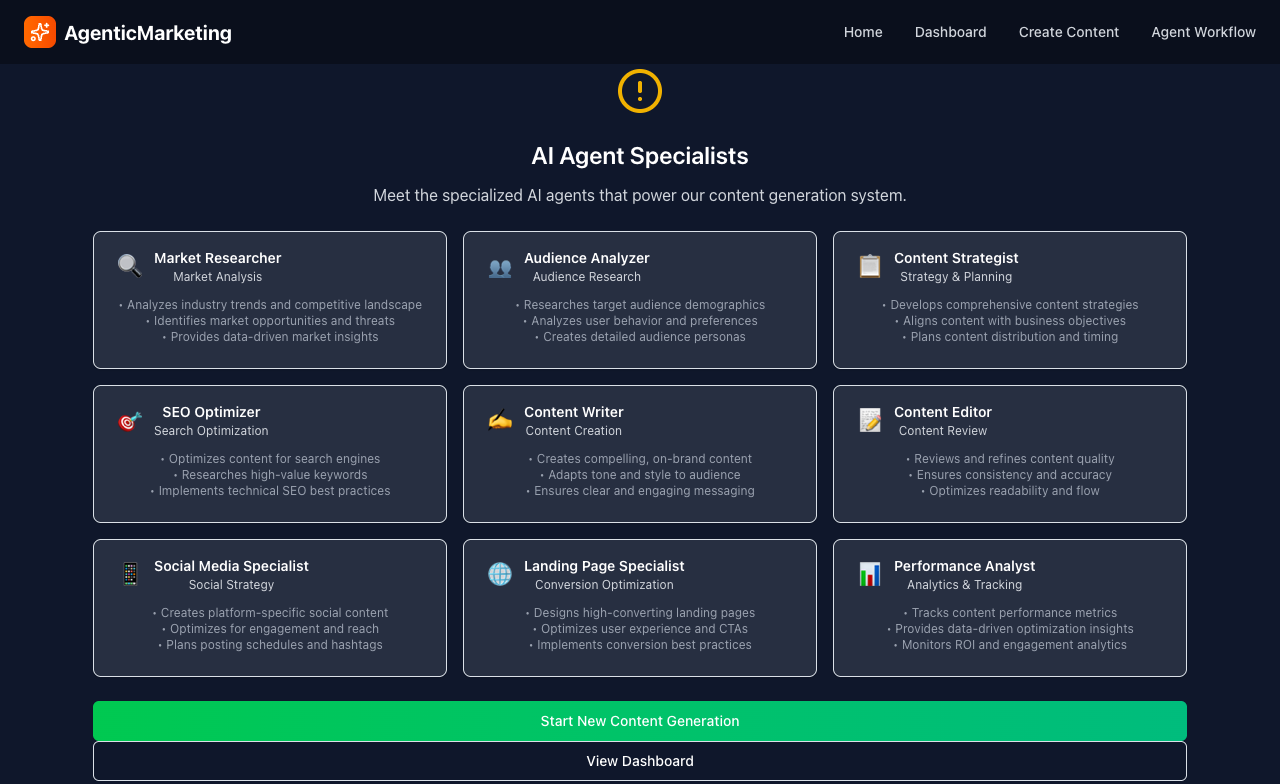 AgenticMarketing
Home
Dashboard
Create Content
Agent Workflow
AI Agent Specialists
Meet the specialized AI agents that power our content generation system.
Market Researcher
Market Analysis
• Analyzes industry trends and competitive landscape
• Identifies market opportunities and threats
• Provides data-driven market insights
Audience Analyzer
Audience Research
• Researches target audience demographics
• Analyzes user behavior and preferences
• Creates detailed audience personas
Content Strategist
Strategy & Planning
• Develops comprehensive content strategies
• Aligns content with business objectives
• Plans content distribution and timing
SEO Optimizer
Search Optimization
• Optimizes content for search engines
• Researches high-value keywords
• Implements technical SEO best practices
Content Writer
Content Creation
• Creates compelling, on-brand content
• Adapts tone and style to audience
• Ensures clear and engaging messaging
Content Editor
Content Review
• Reviews and refines content quality
• Ensures consistency and accuracy
• Optimizes readability and flow
Social Media Specialist
Social Strategy
• Creates platform-specific social content
• Optimizes for engagement and reach
• Plans posting schedules and hashtags
Landing Page Specialist
Conversion Optimization
• Designs high-converting landing pages
• Optimizes user experience and CTAs
• Implements conversion best practices
Performance Analyst
Analytics & Tracking
• Tracks content performance metrics
• Provides data-driven optimization insights
• Monitors ROI and engagement analytics
Start New Content Generation
View Dashboard